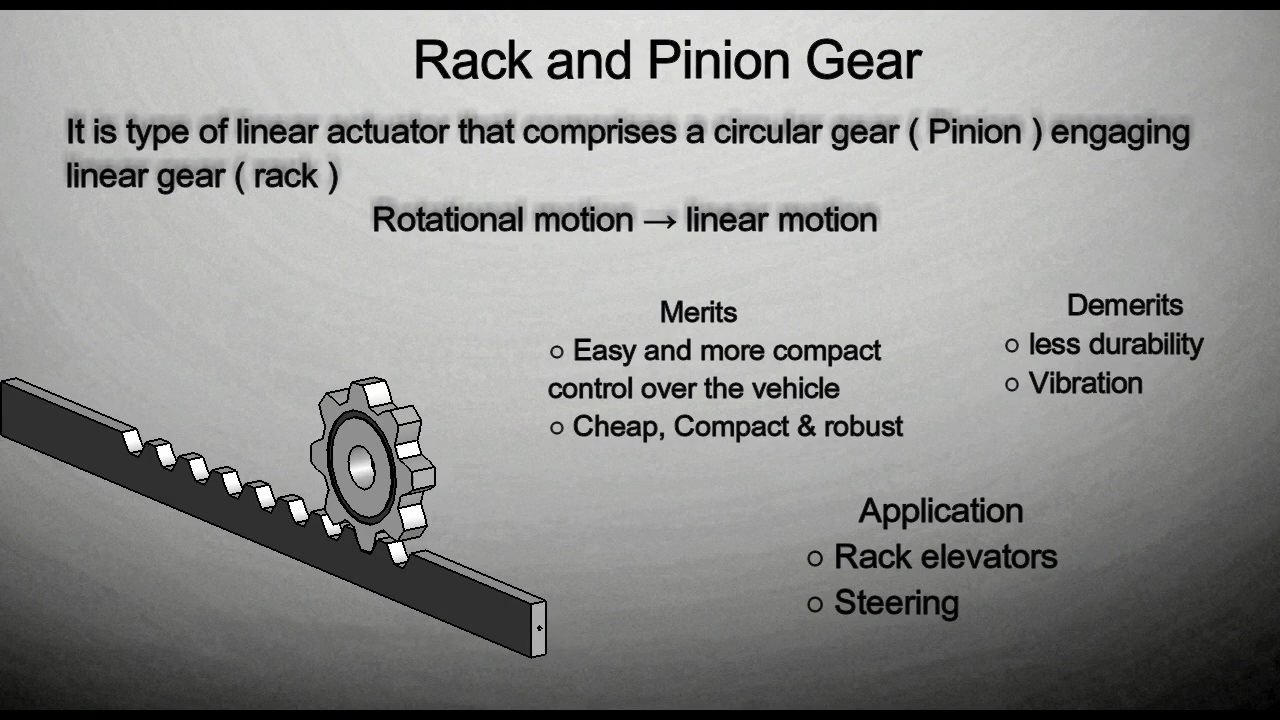 Rack and Pinion Gear
It is type of linear actuator that comprises a circular gear ( Pinion ) engaging
linear gear ( rack )
Rotational motion → linear motion
Merits
○ Easy and more compact
control over the vehicle
○ Cheap, Compact & robust
Demerits
○ less durability
○ Vibration
Application
○ Rack elevators
○ Steering